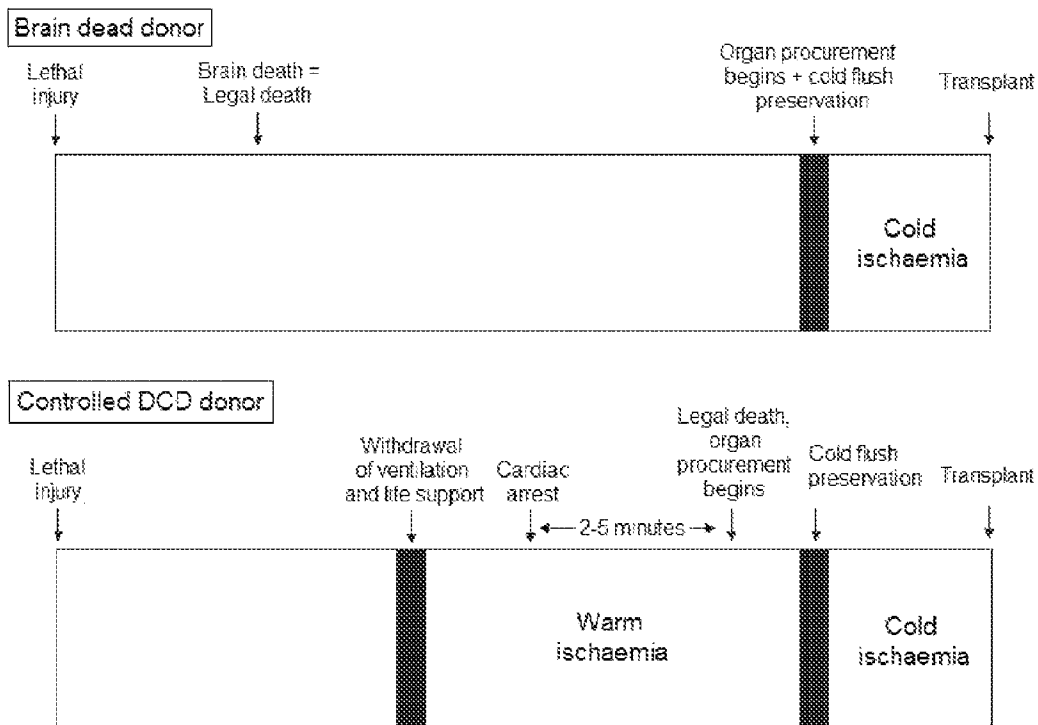 Brain dead donor
Lethal
injury
Brain death =
Legal death
Organ procurement
begins + cold flush
preservation
Transplant
Cold
ischaemia
Controlled DCD donor
Lethal
injury
Withdrawal
of ventilation
and life support
Cardiac
arrest
2-5 minutes
Legal death,
organ
procurement
begins
Cold flush
preservation
Transplant
Warm
ischaemia
Cold
ischaemia